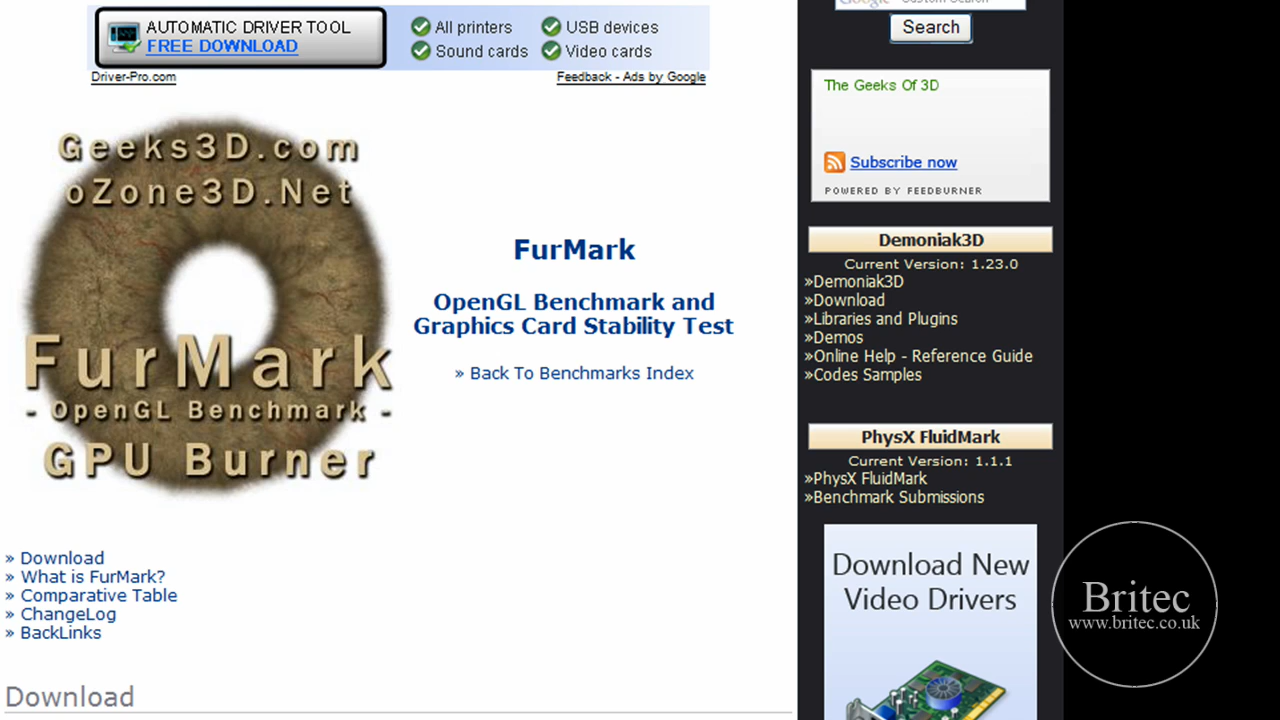 AUTOMATIC DRIVER TOOL
FREE DOWNLOAD
All printers
USB devices
Sound cards
Video cards
Driver-Pro.com
Feedback - Ads by Google
Geeks3D.com
oZone3D.Net
FurMark
- OpenGL Benchmark -
GPU Burner
FurMark
OpenGL Benchmark and
Graphics Card Stability Test
» Back To Benchmarks Index
» Download
» What is FurMark?
» Comparative Table
» ChangeLog
» BackLinks
Download
Google Custom Search
Search
The Geeks Of 3D
Subscribe now
POWERED BY FEEDBURNER
Demoniak3D
Current Version: 1.23.0
»Demoniak3D
»Download
»Libraries and Plugins
»Demos
»Online Help - Reference Guide
»Codes Samples
PhysX FluidMark
Current Version: 1.1.1
»PhysX FluidMark
»Benchmark Submissions
Download New
Video Drivers
Britec
www.britec.co.uk